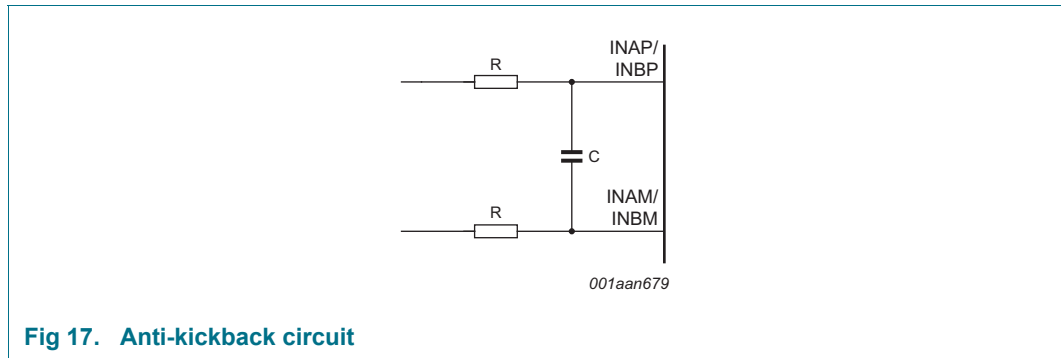 INAP/
INBP
R
C
INAM/
INBM
R
001aan679
Fig 17. Anti-kickback circuit